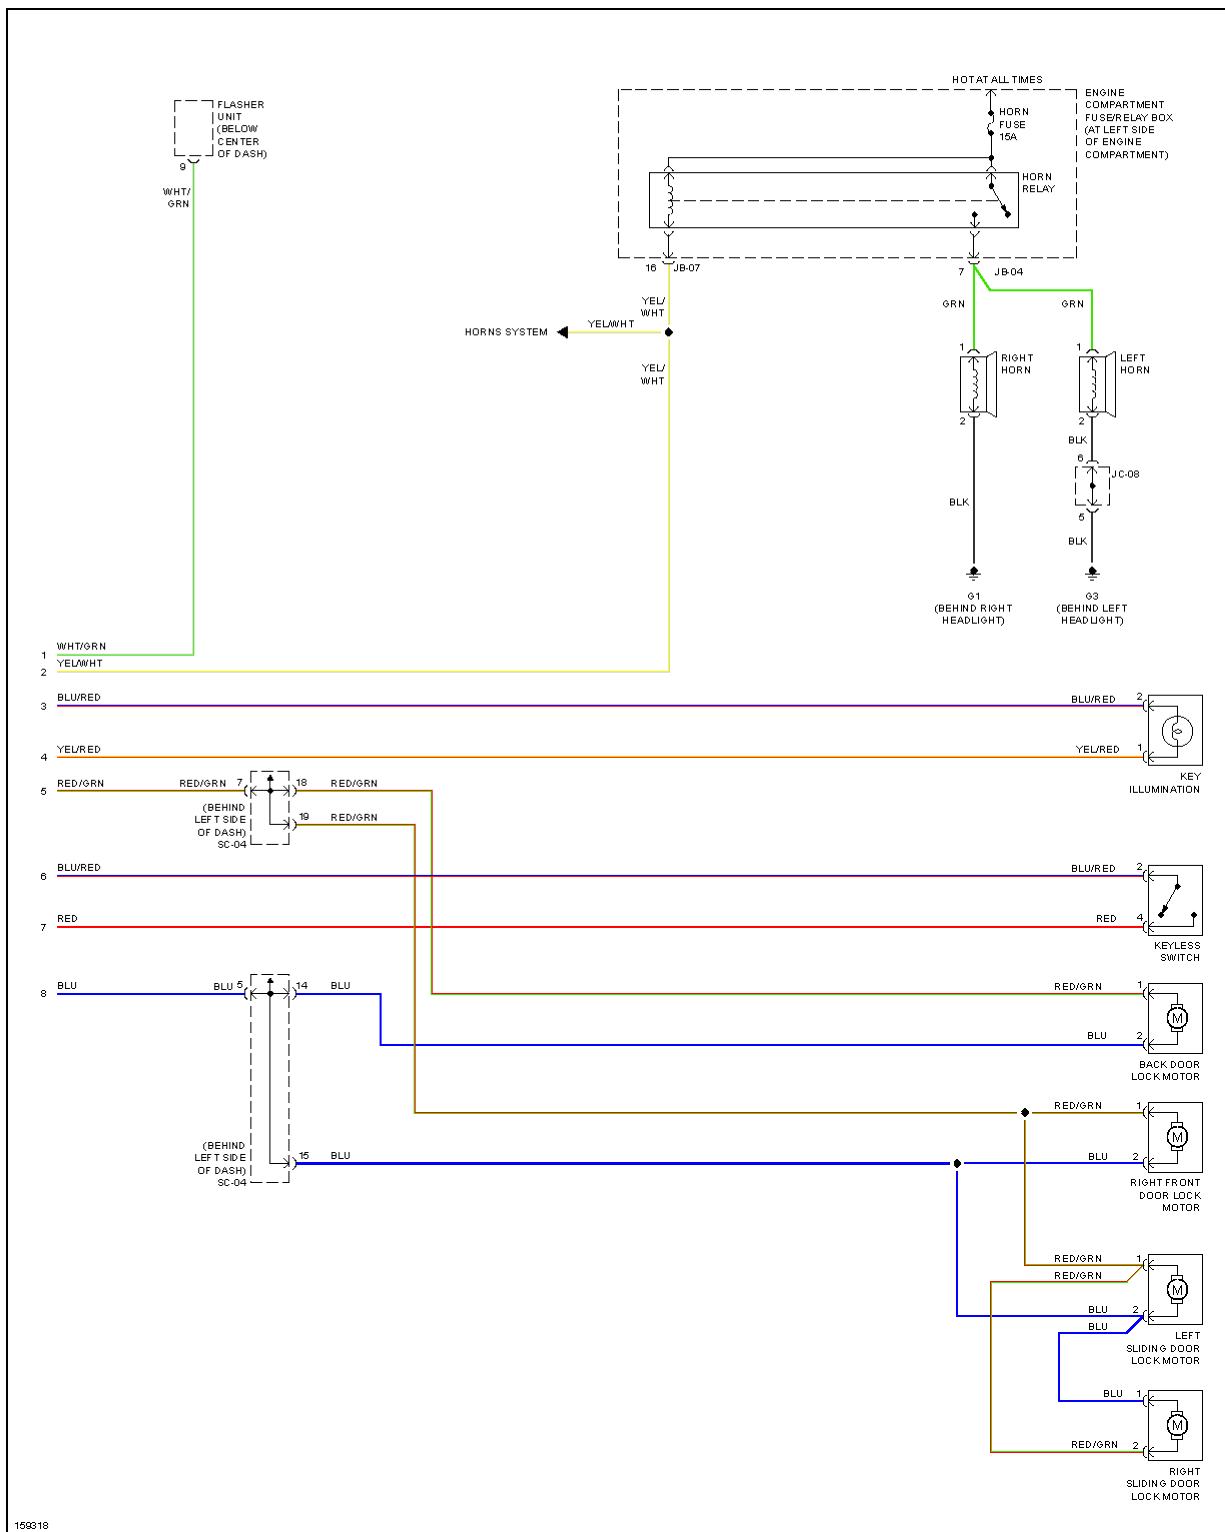 HOT AT ALL TIMES
FLASHER
UNIT
(BELOW
CENTER
OF DASH)
9
WHT/
GRN
HORN
FUSE
15A
ENGINE
COMPARTMENT
FUSE/RELAY BOX
(AT LEFT SIDE
OF ENGINE
COMPARTMENT)
HORN
RELAY
16
JB-07
7
JB-04
YEL/
WHT
GRN
GRN
HORNS SYSTEM
YEL/WHT
YEL/
WHT
1
RIGHT
HORN
1
LEFT
HORN
2
2
BLK
6
JC-08
BLK
5
BLK
G1
(BEHIND RIGHT
HEADLIGHT)
G3
(BEHIND LEFT
HEADLIGHT)
1
WHT/GRN
2
YEL/WHT
3
BLU/RED
BLU/RED
2
4
YEL/RED
YEL/RED
1
KEY
ILLUMINATION
5
RED/GRN
RED/GRN
7
18
RED/GRN
(BEHIND
LEFT SIDE
OF DASH)
SC-04
19
RED/GRN
6
BLU/RED
BLU/RED
2
7
RED
RED
4
KEYLESS
SWITCH
8
BLU
BLU
5
14
BLU
RED/GRN
1
M
BLU
2
BACK DOOR
LOCK MOTOR
RED/GRN
1
M
(BEHIND
LEFT SIDE
OF DASH)
SC-04
15
BLU
BLU
2
RIGHT FRONT
DOOR LOCK
MOTOR
RED/GRN
1
RED/GRN
M
BLU
2
BLU
LEFT
SLIDING DOOR
LOCK MOTOR
BLU
1
M
RED/GRN
2
RIGHT
SLIDING DOOR
LOCK MOTOR
159318